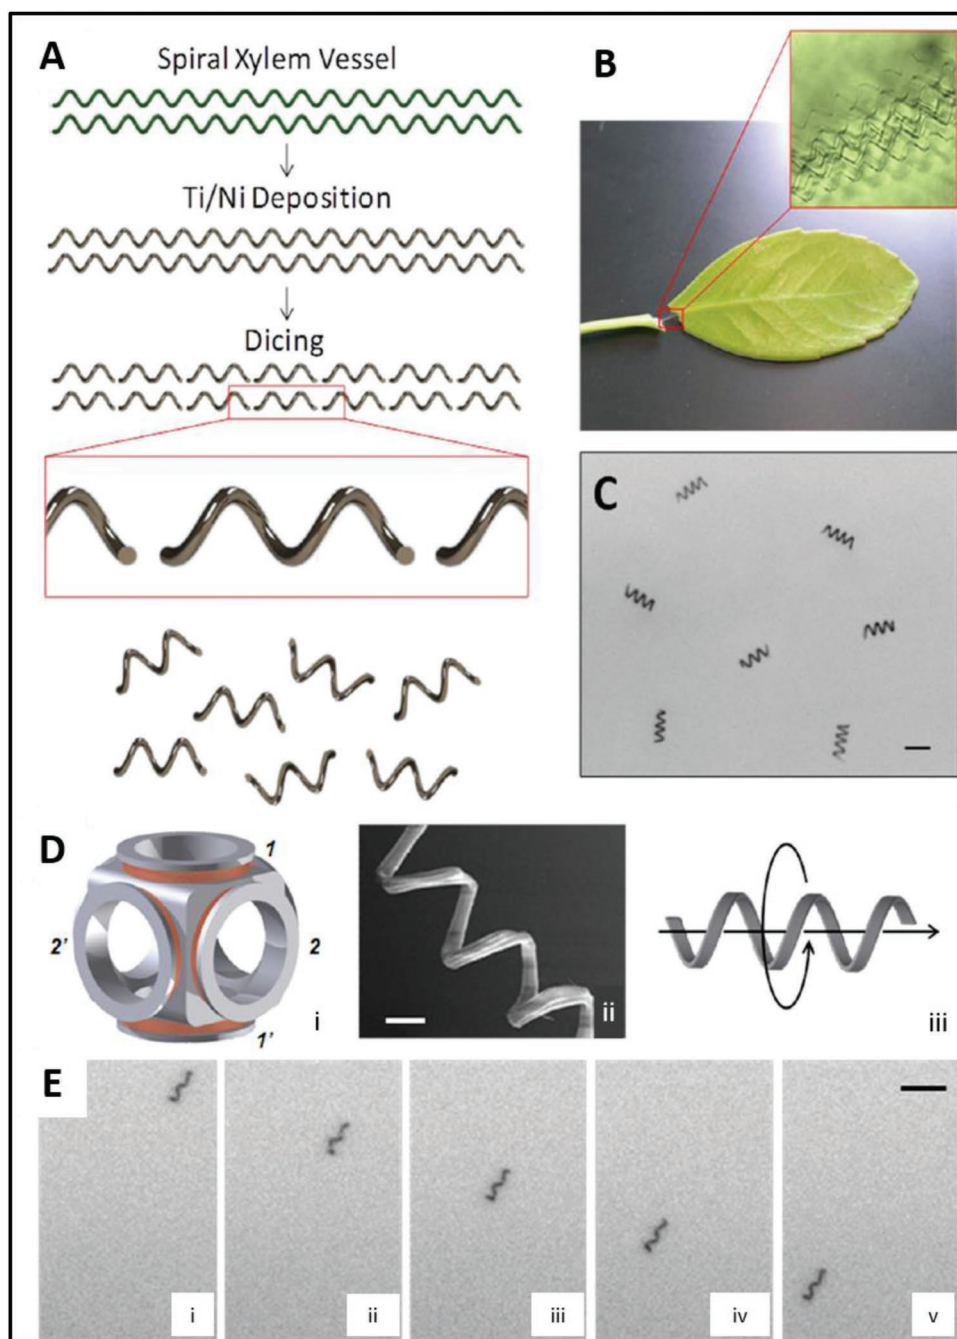 A
Spiral Xylem Vessel
Ti/Ni Deposition
Dicing
B
C
D
1
2'
2
1'
i
ii
iii
E
i
ii
iii
iv
v